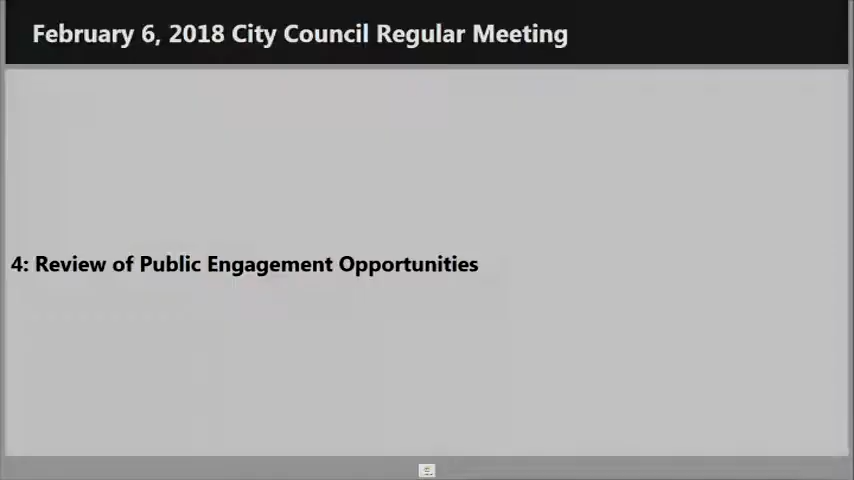 February 6, 2018 City Council Regular Meeting
4: Review of Public Engagement Opportunities